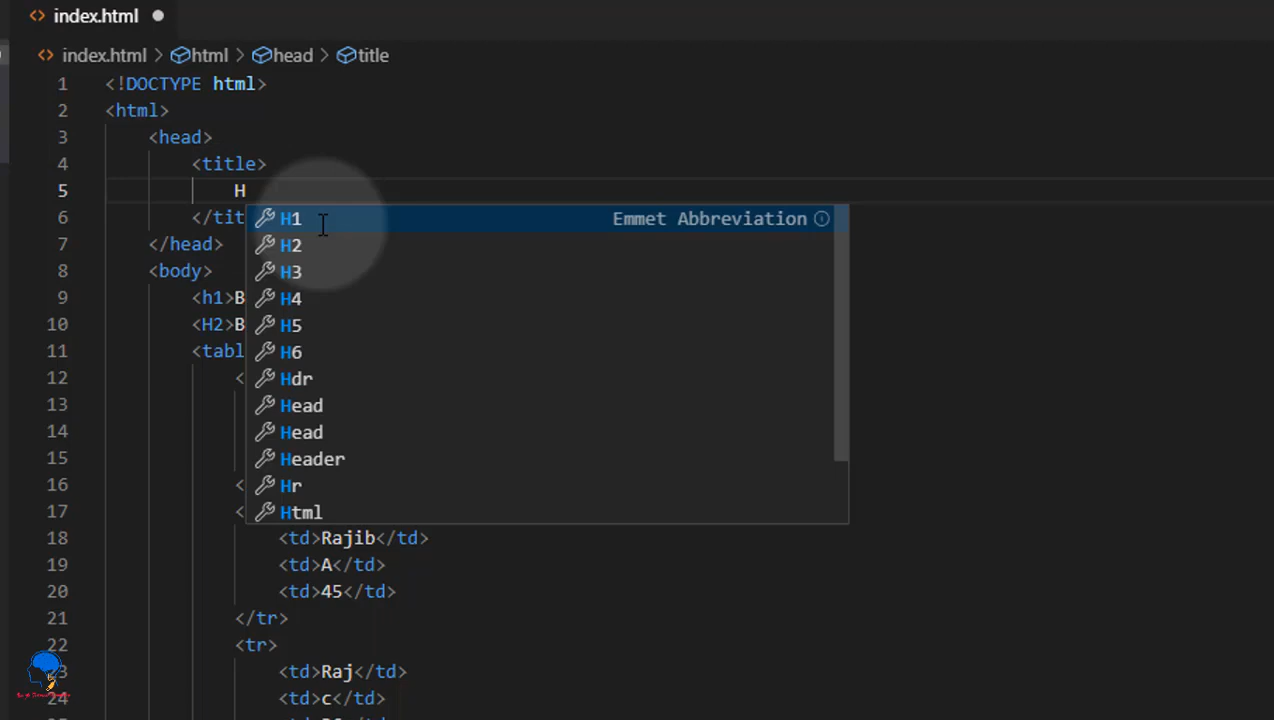 index.html
index.html > html > head > title
1 <!DOCTYPE html>
2 <html>
3 <head>
4 <title>
5 H
6 </tit
7 </head>
8 <body>
9 <h1>B
10 <H2>B
11 <tabl
12 <
13
14
15
16 <
17 <
H1 Emmet Abbreviation
H2
H3
H4
H5
H6
Hdr
Head
Head
Header
Hr
Html
18 <td>Rajib</td>
19 <td>A</td>
20 <td>45</td>
21 </tr>
22 <tr>
23 <td>Raj</td>
24 <td>c</td>